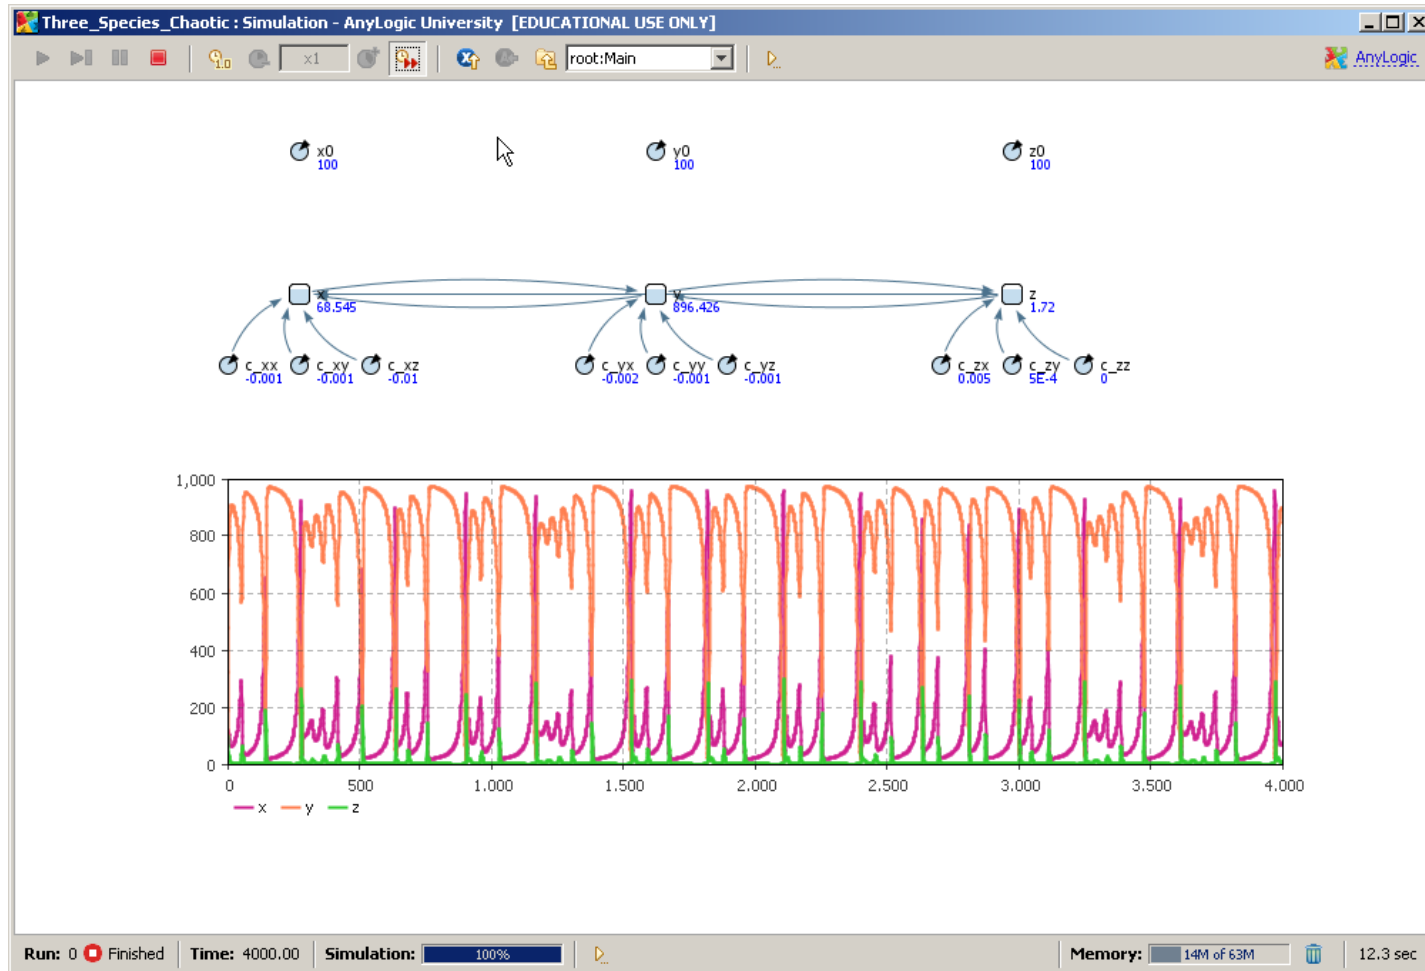 Three_Species_Chaotic : Simulation - AnyLogic University [EDUCATIONAL USE ONLY]
1.0 x1 root:Main AnyLogic
x0 y0 z0
100 100 100
x y z
68.545 896.426 1.72
c_xx c_xy c_xz c_yx c_yy c_yz c_zx c_zy c_zz
-0.001 -0.001 -0.01 -0.002 -0.001 -0.001 0.005 5E-4 0
1,000
800
600
400
200
0
0 500 1.000 1.500 2.000 2.500 3.000 3.500 4.000
x y z
Run: 0 Finished Time: 4000.00 Simulation: 100% Memory: 14M of 63M 12.3 sec